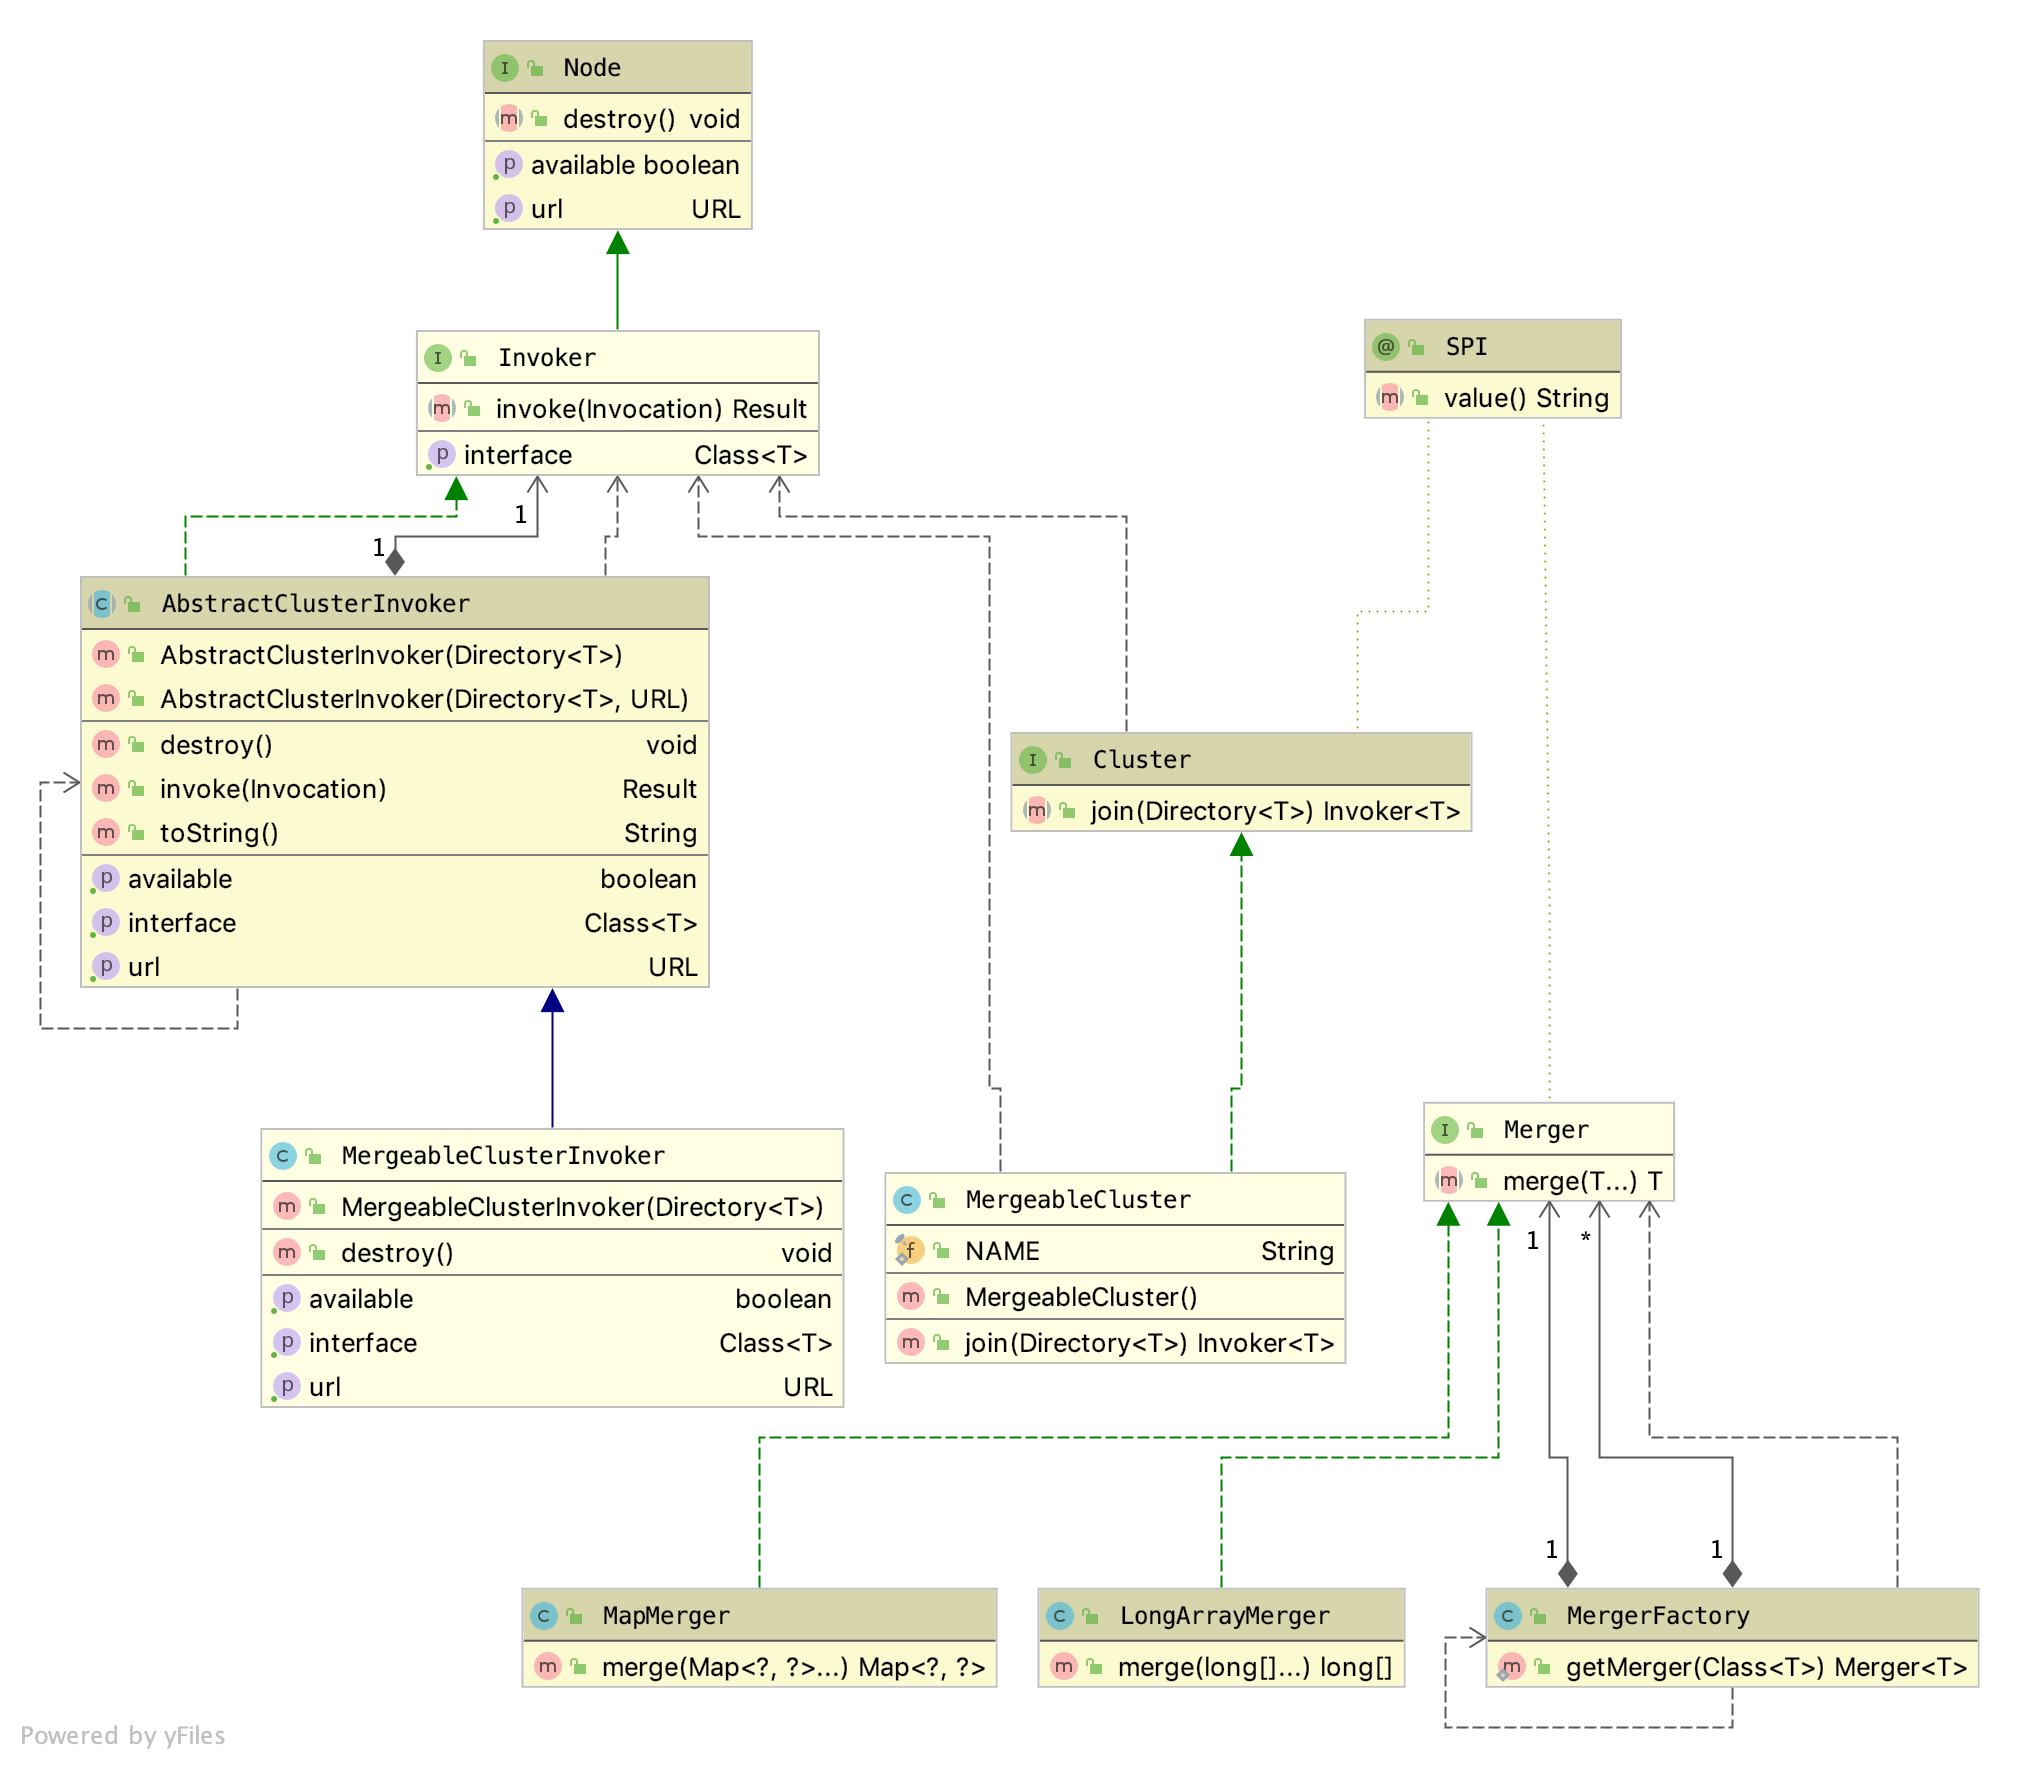 Node
destroy() void
available boolean
url URL
Invoker
invoke(Invocation) Result
interface Class<T>
SPI
value() String
1
1
AbstractClusterInvoker
AbstractClusterInvoker(Directory<T>)
AbstractClusterInvoker(Directory<T>, URL)
destroy() void
invoke(Invocation) Result
toString() String
available boolean
interface Class<T>
url URL
Cluster
join(Directory<T>) Invoker<T>
MergeableClusterInvoker
MergeableClusterInvoker(Directory<T>)
destroy() void
available boolean
interface Class<T>
url URL
MergeableCluster
NAME String
MergeableCluster()
join(Directory<T>) Invoker<T>
Merger
merge(T...) T
1 *
1 1
MapMerger
merge(Map<?, ?>...) Map<?, ?>
LongArrayMerger
merge(long[]...) long[]
MergerFactory
getMerger(Class<T>) Merger<T>
Powered by yFiles